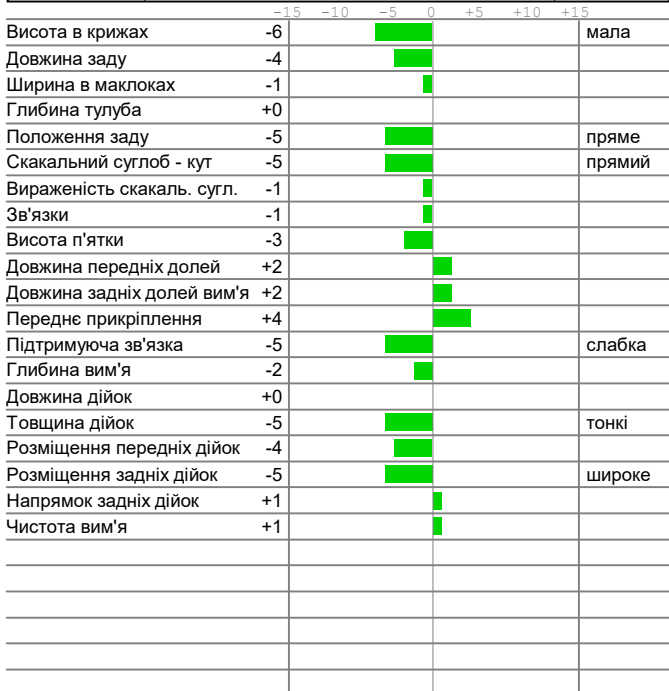 -15 -10 -5 0 +5 +10 +15
Висота в крижах -6 мала
Довжина заду -4
Ширина в маклоках -1
Глибина тулуба +0
Положення заду -5 пряме
Скакальний суглоб - кут -5 прямий
Вираженість скакаль. сугл. -1
Зв'язки -1
Висота п'ятки -3
Довжина передніх долей +2
Довжина задніх долей вим'я +2
Переднє прикріплення +4
Підтримуюча зв'язка -5 слабка
Глибина вим'я -2
Довжина дійок +0
Товщина дійок -5 тонкі
Розміщення передніх дійок -4
Розміщення задніх дійок -5 широке
Напрямок задніх дійок +1
Чистота вим'я +1